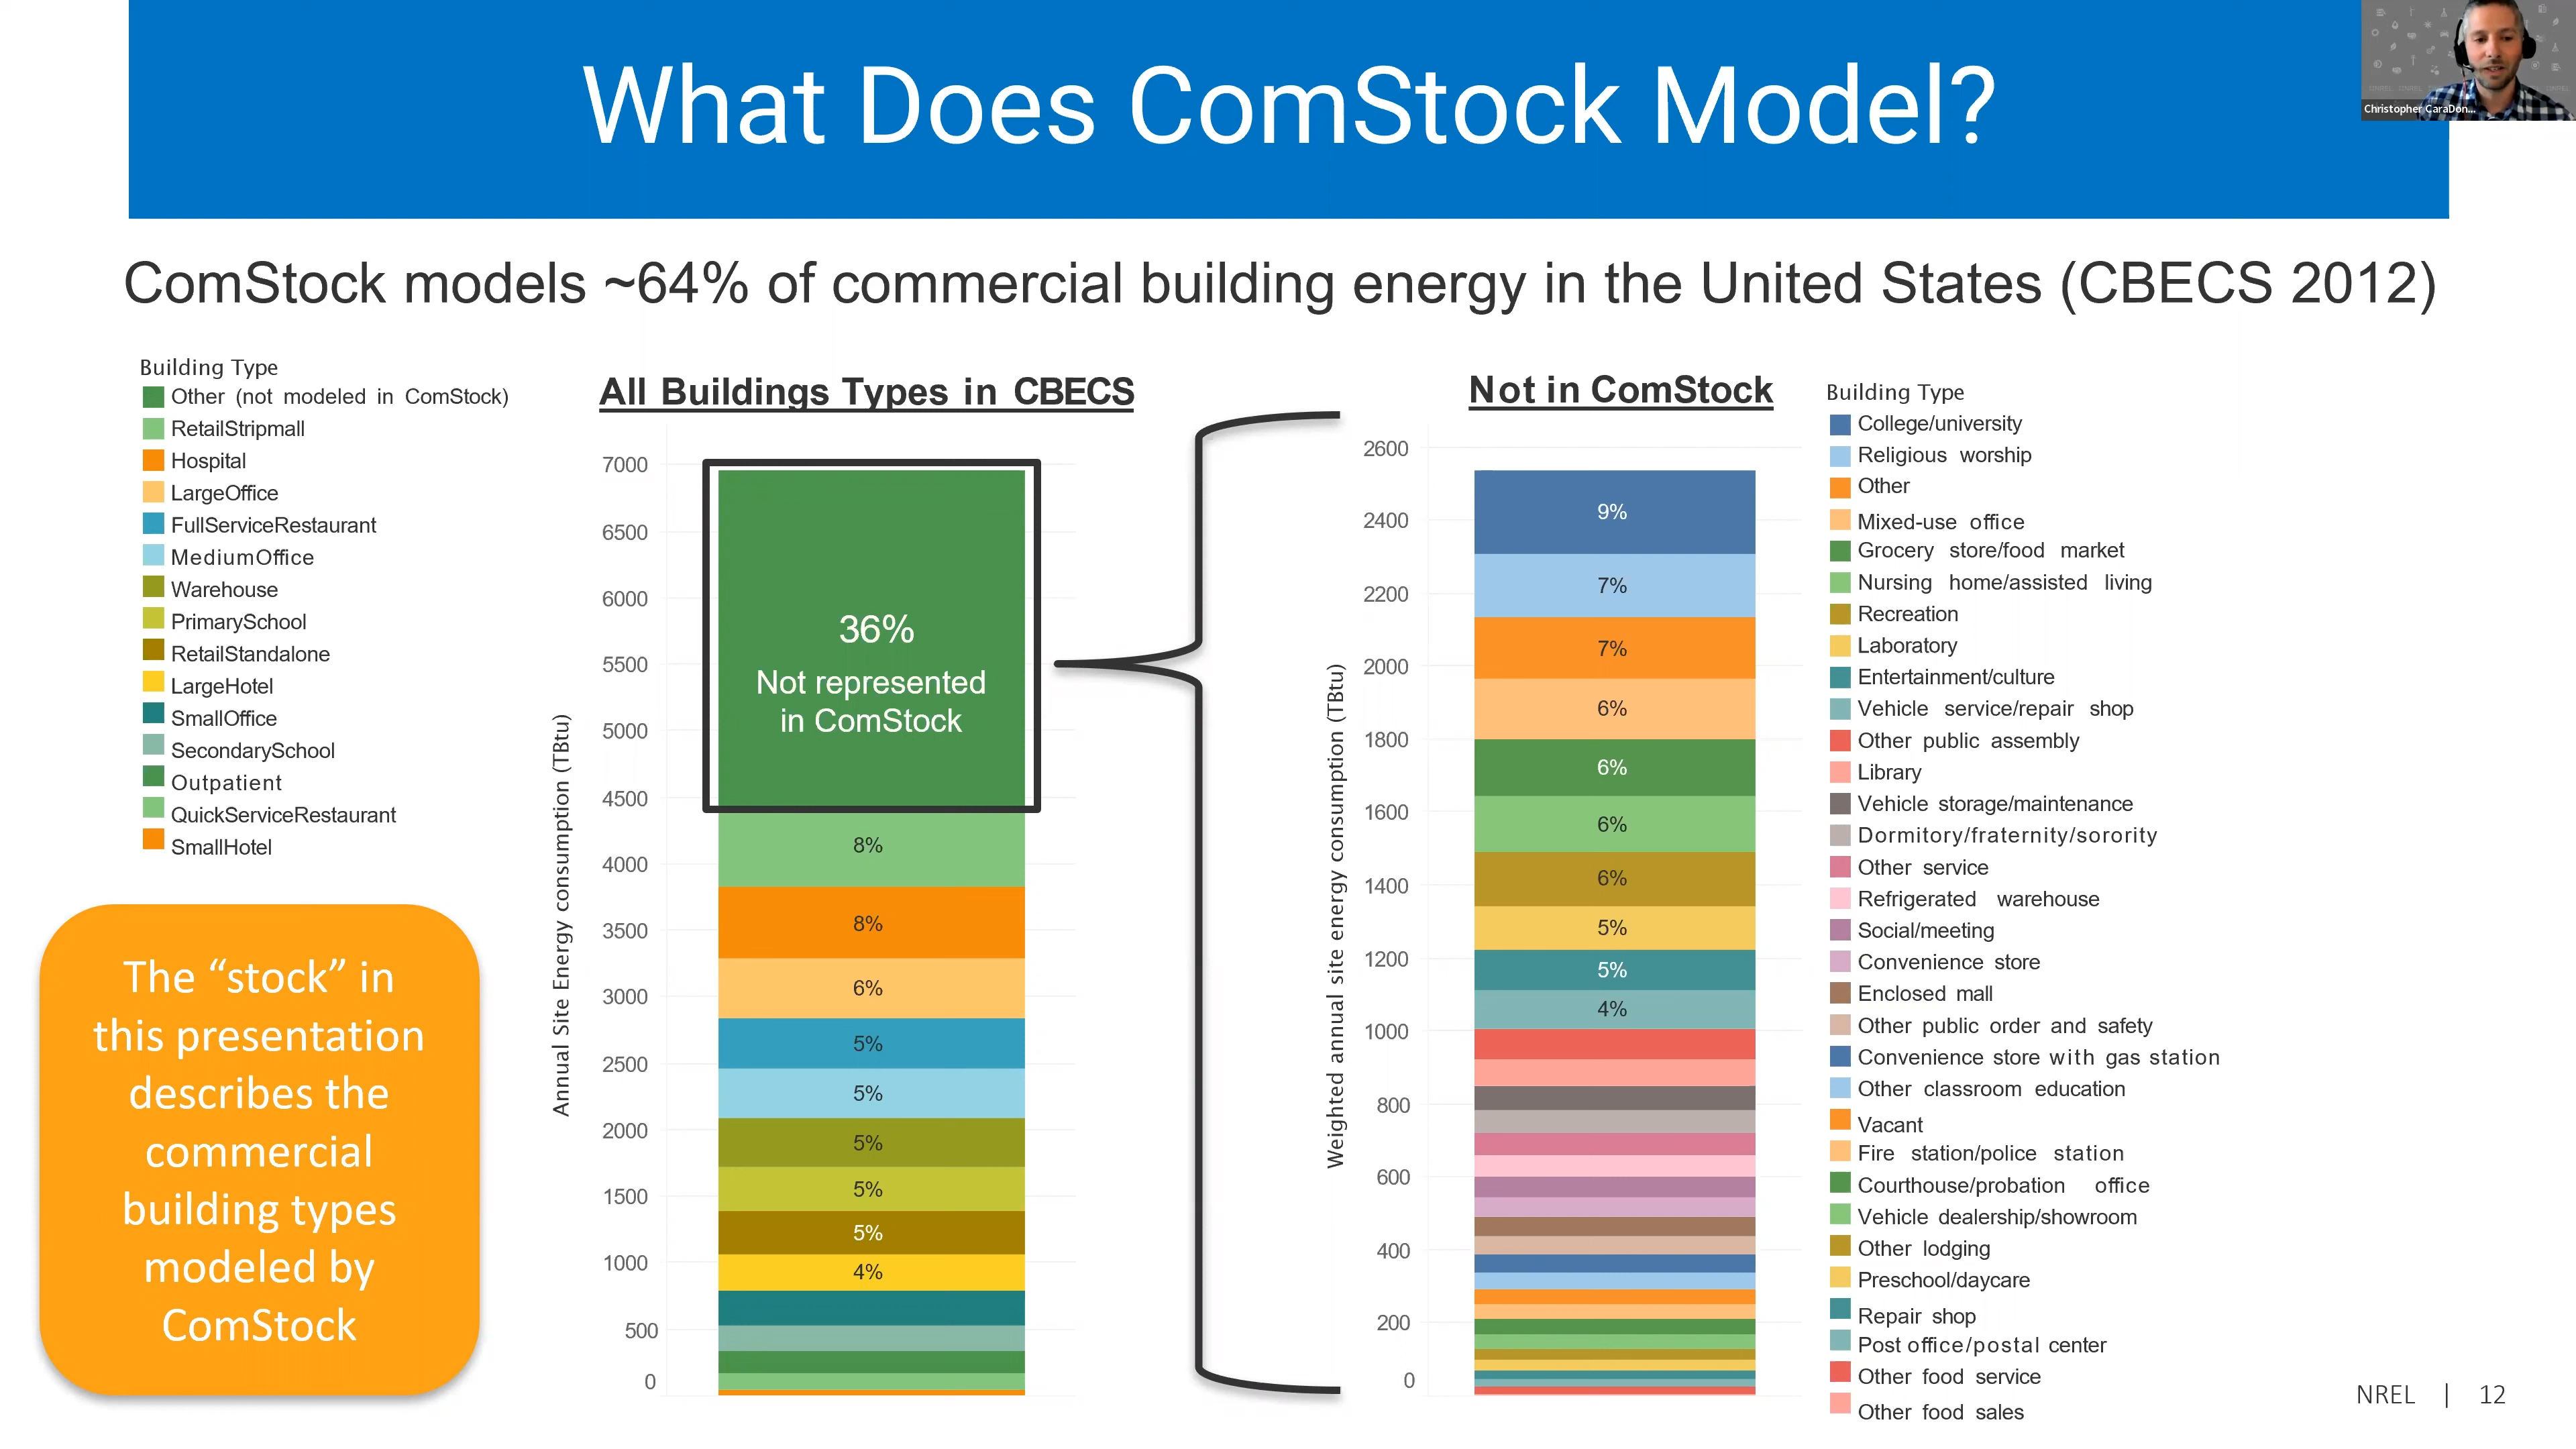 What Does ComStock Model?
Christopher CaraDon...
ComStock models ~64% of commercial building energy in the United States (CBECS 2012)
Building Type
Other (not modeled in ComStock)
RetailStripmall
Hospital
LargeOffice
FullServiceRestaurant
MediumOffice
Warehouse
PrimarySchool
RetailStandalone
LargeHotel
SmallOffice
SecondarySchool
Outpatient
QuickServiceRestaurant
SmallHotel
The “stock” in
this presentation
describes the
commercial
building types
modeled by
ComStock
All Buildings Types in CBECS
Annual Site Energy consumption (TBtu)
7000
6500
6000
5500
5000
4500
4000
3500
3000
2500
2000
1500
1000
500
0
36%
Not represented
in ComStock
8%
8%
6%
5%
5%
5%
5%
5%
4%
Not in ComStock
Weighted annual site energy consumption (TBtu)
2600
2400
2200
2000
1800
1600
1400
1200
1000
800
600
400
200
0
9%
7%
7%
6%
6%
6%
6%
5%
5%
4%
Building Type
College/university
Religious worship
Other
Mixed-use office
Grocery store/food market
Nursing home/assisted living
Recreation
Laboratory
Entertainment/culture
Vehicle service/repair shop
Other public assembly
Library
Vehicle storage/maintenance
Dormitory/fraternity/sorority
Other service
Refrigerated warehouse
Social/meeting
Convenience store
Enclosed mall
Other public order and safety
Convenience store with gas station
Other classroom education
Vacant
Fire station/police station
Courthouse/probation office
Vehicle dealership/showroom
Other lodging
Preschool/daycare
Repair shop
Post office/postal center
Other food service
Other food sales
NREL | 12